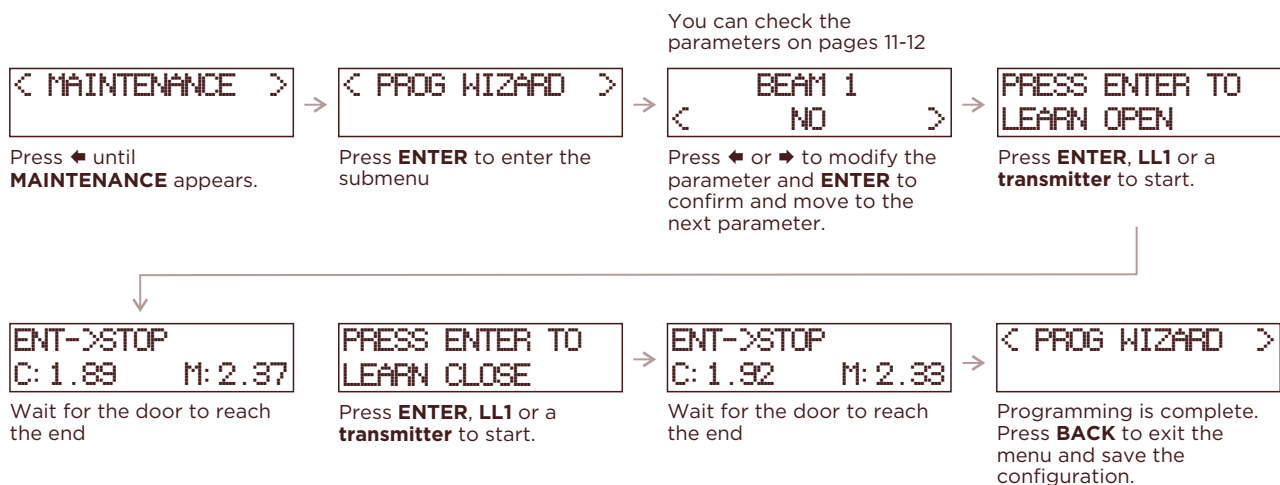 You can check the
parameters on pages 11-12
< MAINTENANCE >
Press ← until
MAINTENANCE appears.
< PROG WIZARD >
Press ENTER to enter the
submenu
BEAM 1
< NO >
Press ← or → to modify the
parameter and ENTER to
confirm and move to the
next parameter.
PRESS ENTER TO
LEARN OPEN
Press ENTER, LL1 or a
transmitter to start.
ENT->STOP
C: 1.89 M: 2.37
Wait for the door to reach
the end
PRESS ENTER TO
LEARN CLOSE
Press ENTER, LL1 or a
transmitter to start.
ENT->STOP
C: 1.92 M: 2.33
Wait for the door to reach
the end
< PROG WIZARD >
Programming is complete.
Press BACK to exit the
menu and save the
configuration.